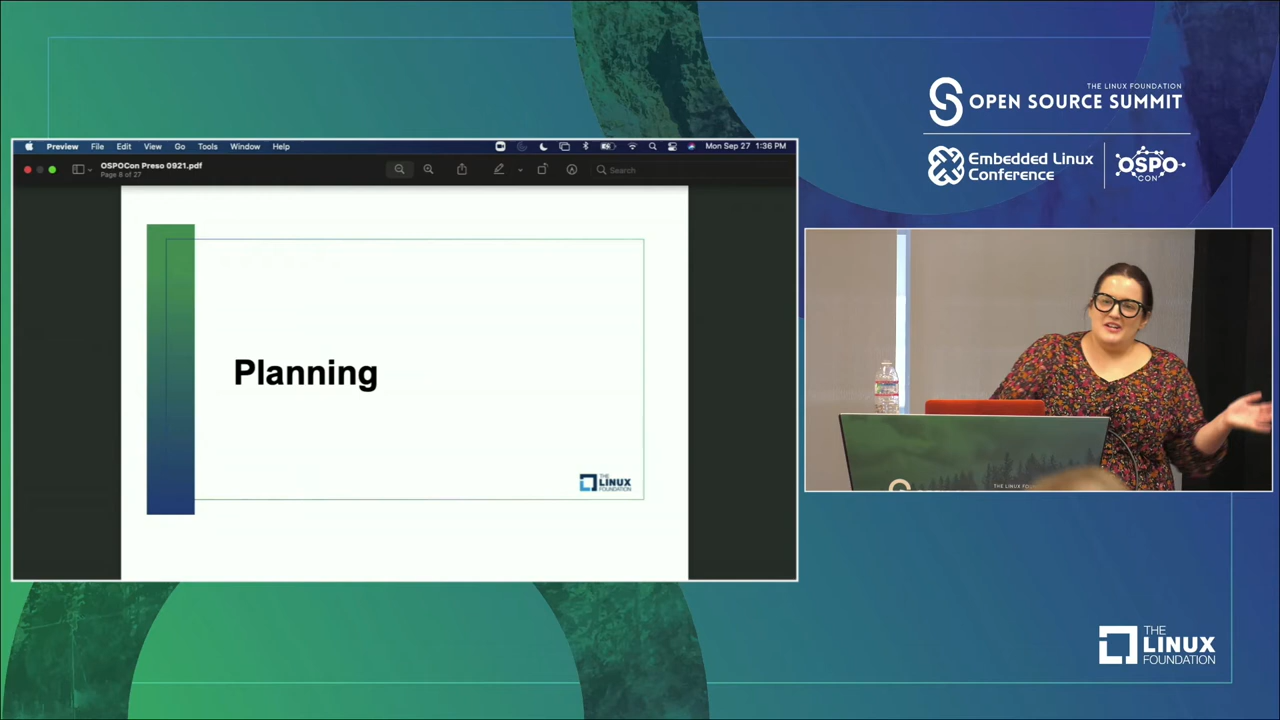 THE LINUX FOUNDATION
OPEN SOURCE SUMMIT
Embedded Linux
Conference
OSPO
CON
Preview File Edit View Go Tools Window Help
Mon Sep 27 1:36 PM
OSPOCon Preso 0921.pdf
Page 8 of 27
Search
Planning
THE
LINUX
FOUNDATION
THE
LINUX
FOUNDATION